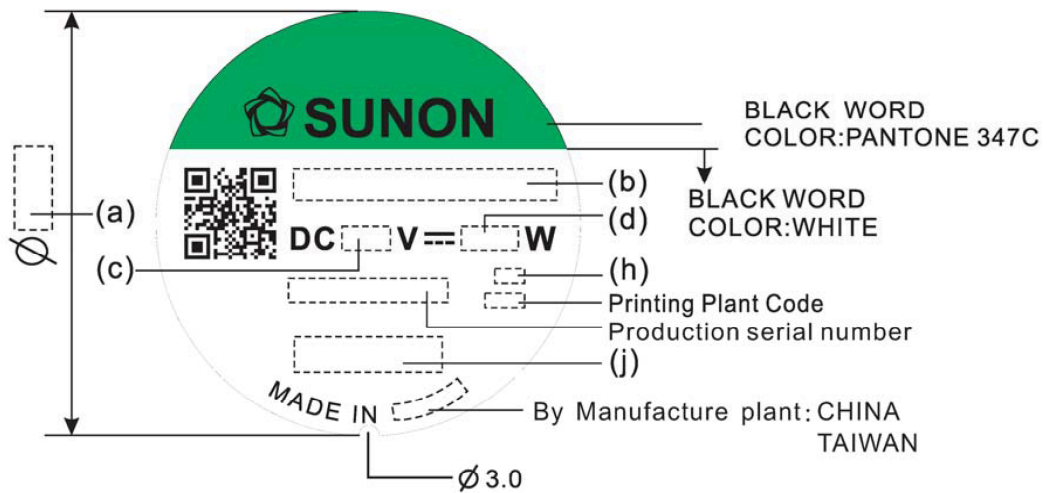 SUNON
BLACK WORD
COLOR:PANTONE 347C
BLACK WORD
COLOR:WHITE
(a)
Ø
(b)
(d)
DC V W
(c)
(h)
Printing Plant Code
Production serial number
(j)
MADE IN
By Manufacture plant: CHINA
TAIWAN
Ø 3.0